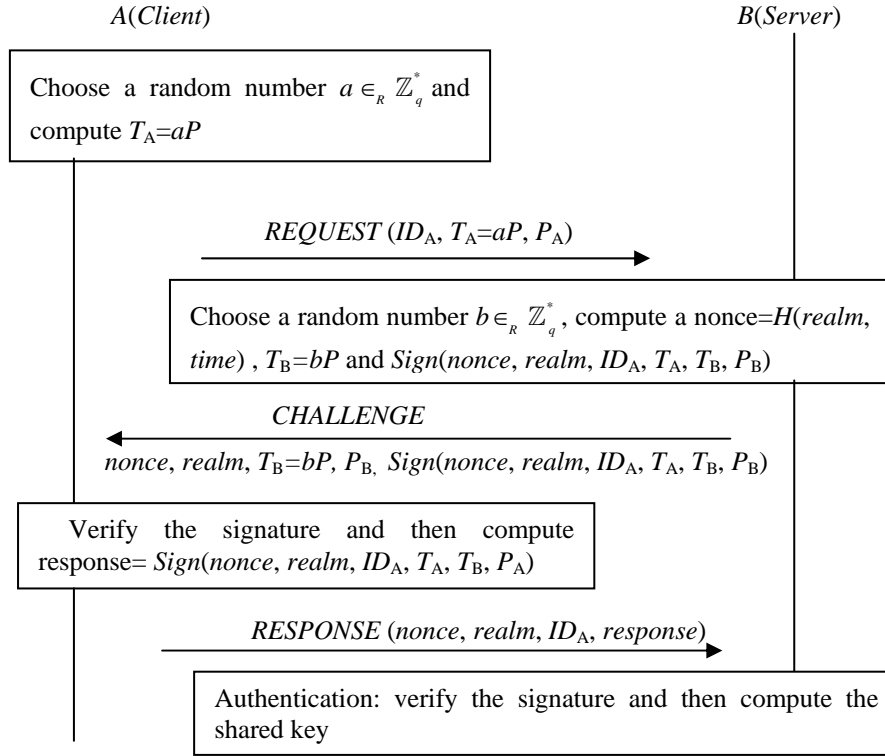 A(Client) B(Server)
Choose a random number a ∈_R ℤ_q^* and
compute T_A=aP
REQUEST (ID_A, T_A=aP, P_A)
Choose a random number b ∈_R ℤ_q^*, compute a nonce=H(realm,
time) , T_B=bP and Sign(nonce, realm, ID_A, T_A, T_B, P_B)
CHALLENGE
nonce, realm, T_B=bP, P_B, Sign(nonce, realm, ID_A, T_A, T_B, P_B)
Verify the signature and then compute
response= Sign(nonce, realm, ID_A, T_A, T_B, P_A)
RESPONSE (nonce, realm, ID_A, response)
Authentication: verify the signature and then compute the
shared key